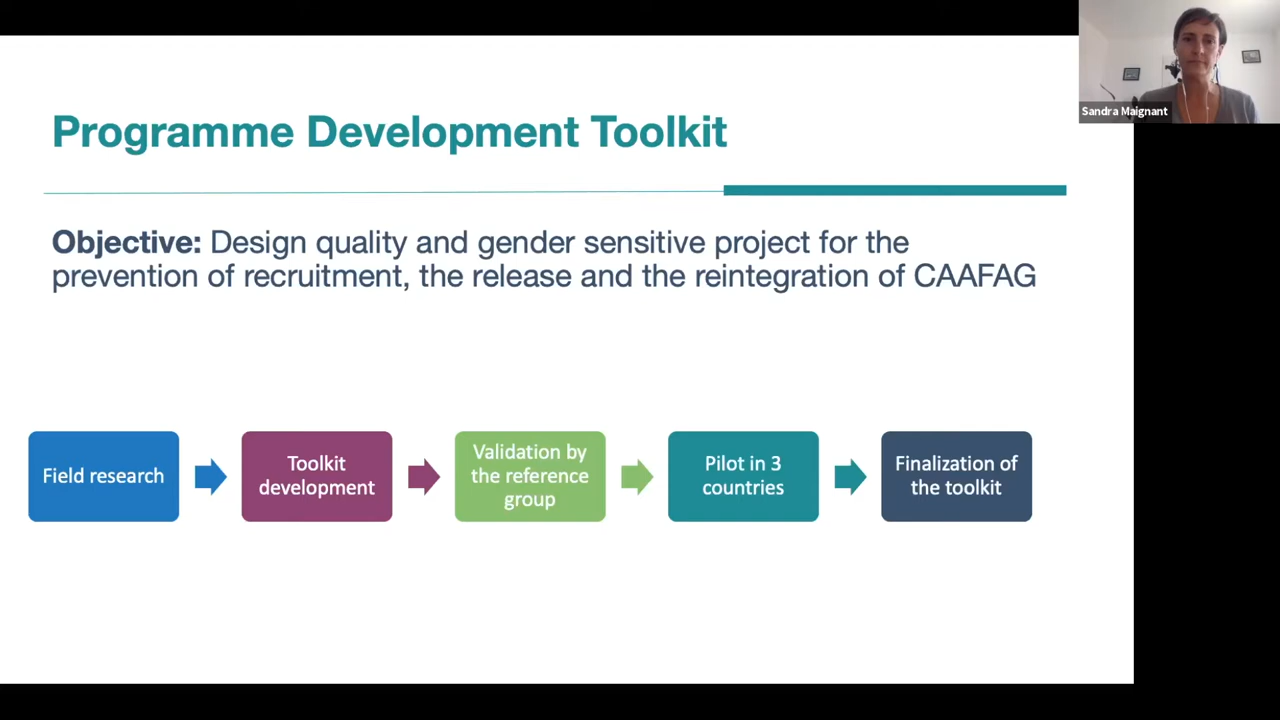 Sandra Maignant
Programme Development Toolkit
Objective: Design quality and gender sensitive project for the
prevention of recruitment, the release and the reintegration of CAAFAG
Field research
Toolkit
development
Validation by
the reference
group
Pilot in 3
countries
Finalization of
the toolkit